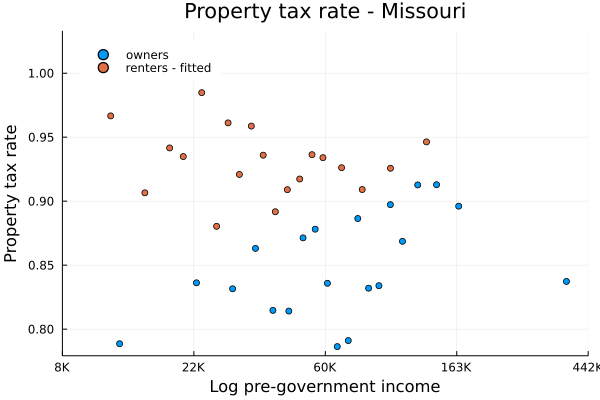 Property tax rate - Missouri
owners
renters - fitted
1.00
0.95
0.90
0.85
0.80
Property tax rate
8K 22K 60K 163K 442K
Log pre-government income